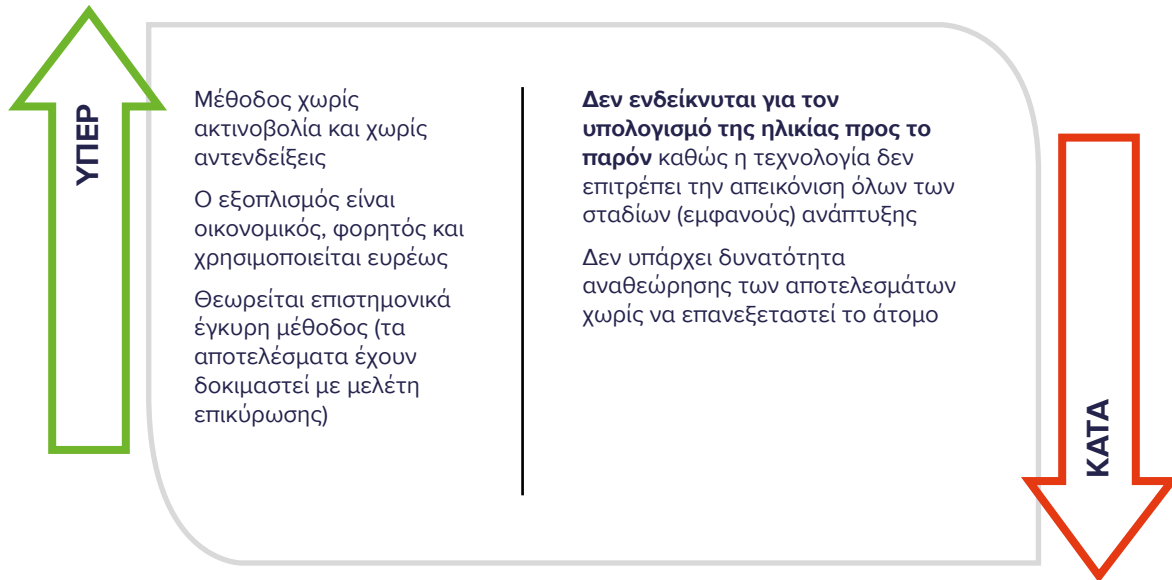 ΥΠΕΡ
Μέθοδος χωρίς
ακτινοβολία και χωρίς
αντενδείξεις
Ο εξοπλισμός είναι
οικονομικός, φορητός και
χρησιμοποιείται ευρέως
Θεωρείται επιστημονικά
έγκυρη μέθοδος (τα
αποτελέσματα έχουν
δοκιμαστεί με μελέτη
επικύρωσης)
Δεν ενδείκνυται για τον
υπολογισμό της ηλικίας προς το
παρόν καθώς η τεχνολογία δεν
επιτρέπει την απεικόνιση όλων των
σταδίων (εμφανούς) ανάπτυξης
Δεν υπάρχει δυνατότητα
αναθεώρησης των αποτελεσμάτων
χωρίς να επανεξεταστεί το άτομο
ΚΑΤΑ